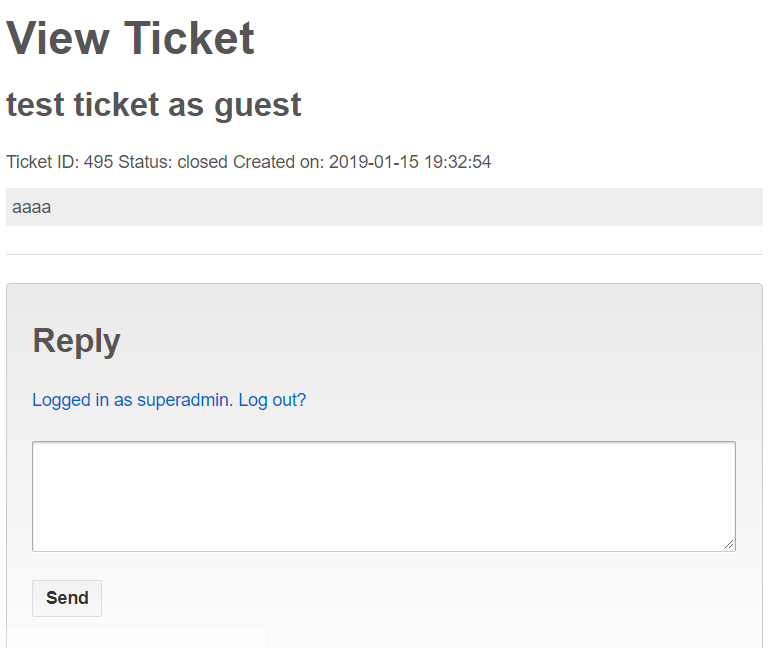 View Ticket
test ticket as guest
Ticket ID: 495 Status: closed Created on: 2019-01-15 19:32:54
aaaa
Reply
Logged in as superadmin. Log out?
Send